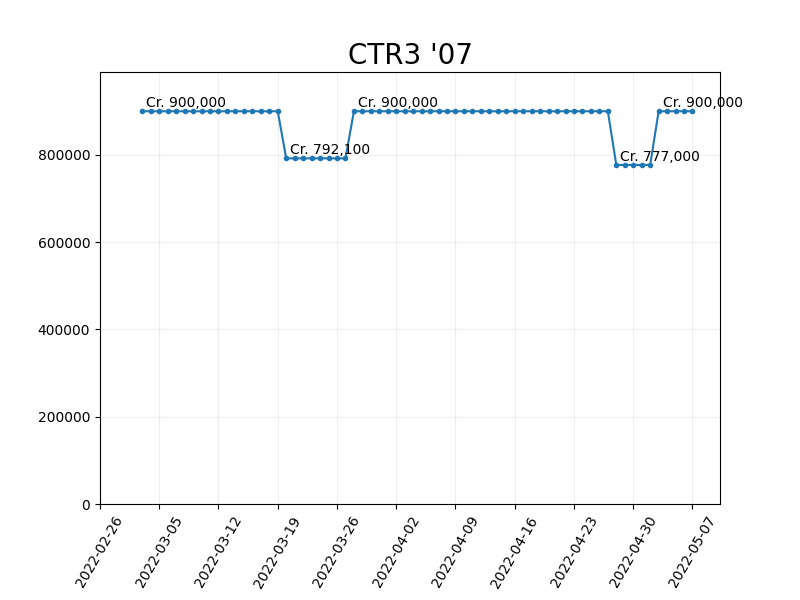 CTR3 '07
Cr. 900,000
Cr. 900,000
Cr. 900,000
Cr. 792,100
Cr. 777,000
800000
600000
400000
200000
0
2022-02-26
2022-03-05
2022-03-12
2022-03-19
2022-03-26
2022-04-02
2022-04-09
2022-04-16
2022-04-23
2022-04-30
2022-05-07